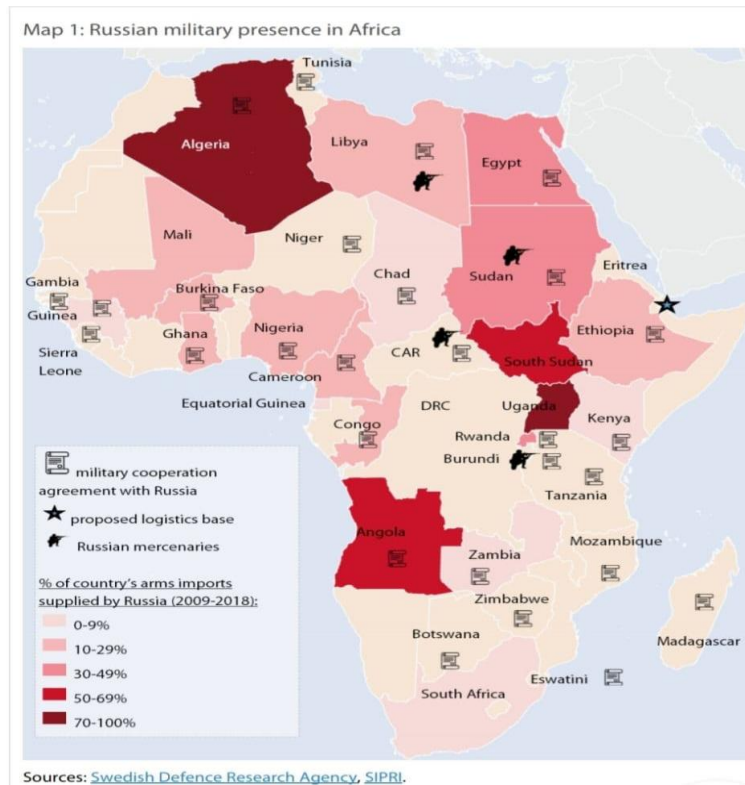 Map 1: Russian military presence in Africa
Tunisia
Algeria
Libya
Egypt
Mali
Niger
Chad
Sudan
Eritrea
Gambia
Burkina Faso
Guinea
Ghana
Nigeria
Ethiopia
Sierra
Leone
CAR
South Sudan
Cameroon
Equatorial Guinea
DRC
Uganda
Kenya
Congo
Rwanda
Burundi
Tanzania
Angola
Zambia
Mozambique
Zimbabwe
Madagascar
Botswana
Eswatini
South Africa
military cooperation
agreement with Russia
proposed logistics base
Russian mercenaries
% of country's arms imports
supplied by Russia (2009-2018):
0-9%
10-29%
30-49%
50-69%
70-100%
Sources: Swedish Defence Research Agency, SIPRI.